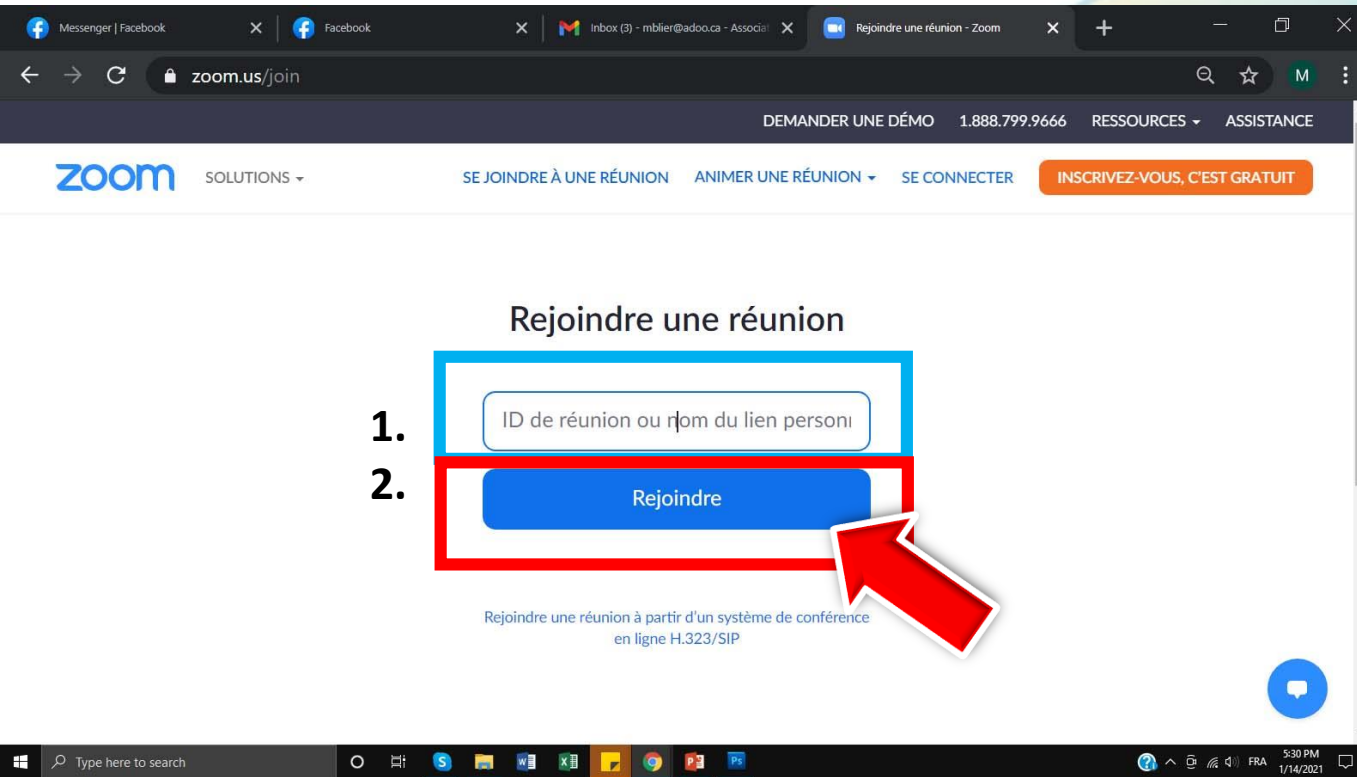 Messenger | Facebook
Facebook
Inbox (3) - mblier@adoo.ca - Associat
Rejoindre une réunion - Zoom
zoom.us/join
M
DEMANDER UNE DÉMO 1.888.799.9666 RESSOURCES ASSISTANCE
zoom SOLUTIONS SE JOINDRE À UNE RÉUNION ANIMER UNE RÉUNION SE CONNECTER INSCRIVEZ-VOUS, C'EST GRATUIT
Rejoindre une réunion
1. ID de réunion ou nom du lien personn
2. Rejoindre
Rejoindre une réunion à partir d'un système de conférence
en ligne H.323/SIP
Type here to search
FRA
5:30 PM
1/14/2021